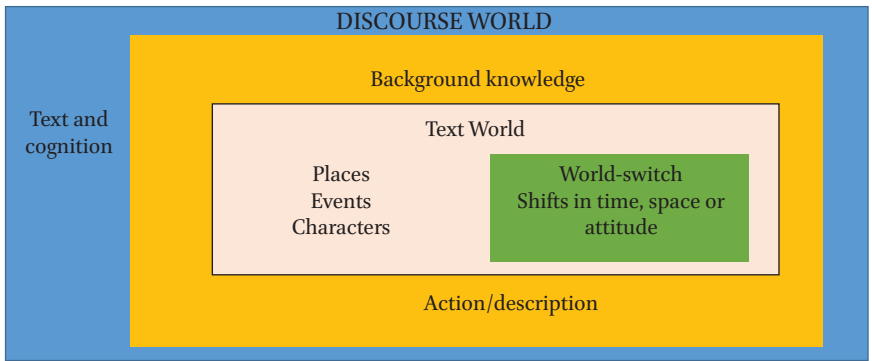 DISCOURSE WORLD
Background knowledge
Text and
cognition
Text World
Places
Events
Characters
World-switch
Shifts in time, space or
attitude
Action/description